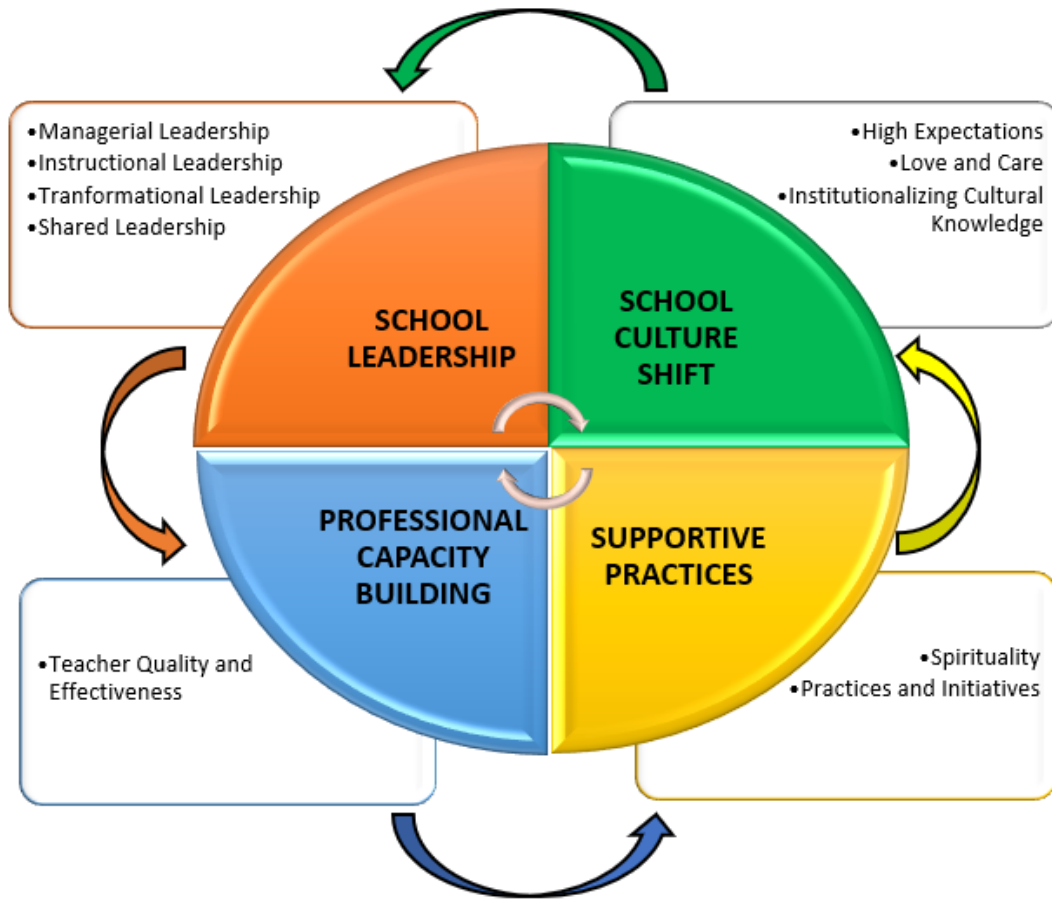 •Managerial Leadership
•Instructional Leadership
•Tranformational Leadership
•Shared Leadership
•High Expectations
•Love and Care
•Institutionalizing Cultural
Knowledge
SCHOOL
LEADERSHIP
SCHOOL
CULTURE
SHIFT
PROFESSIONAL
CAPACITY
BUILDING
SUPPORTIVE
PRACTICES
•Teacher Quality and
Effectiveness
•Spirituality
•Practices and Initiatives